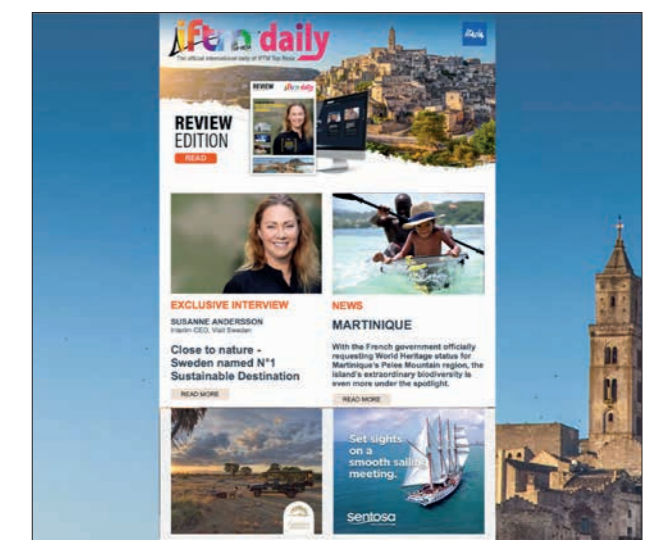 iftm daily
The official international daily of IFTM Top Resa
REVIEW
EDITION
READ
REVIEW
iftm daily
EXCLUSIVE INTERVIEW
SUSANNE ANDERSSON
Interim CEO, Visit Sweden
Close to nature -
Sweden named N°1
Sustainable Destination
READ MORE
NEWS
MARTINIQUE
With the French government officially
requesting World Heritage status for
Martinique's Pelee Mountain region, the
island's extraordinary biodiversity is
even more under the spotlight.
READ MORE
Set sights
on a
smooth sailing
meeting.
sentosa